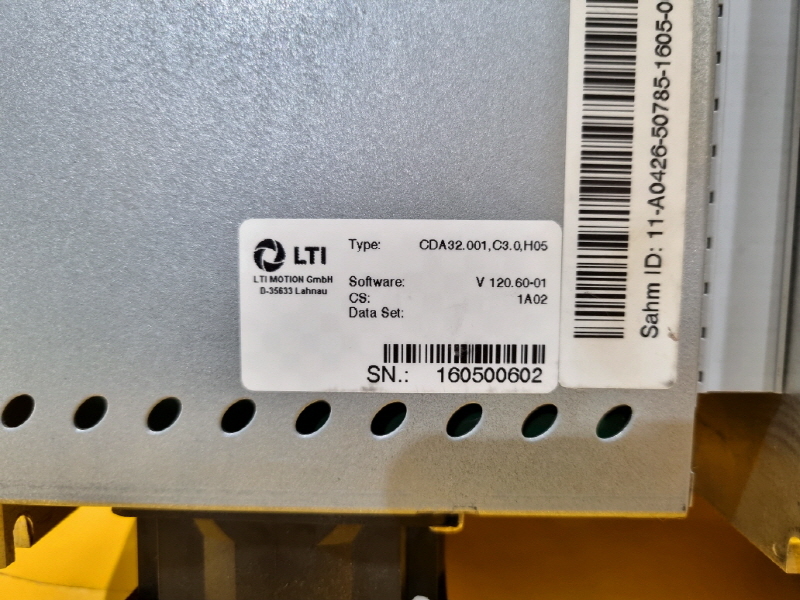 LTI
LTI MOTION GmbH
D-35633 Lahnau
Type: CDA32.001,C3.0,H05
Software: V 120.60-01
CS: 1A02
Data Set:
SN.: 160500602
Sahm ID: 11-A0426-50785-1605-0